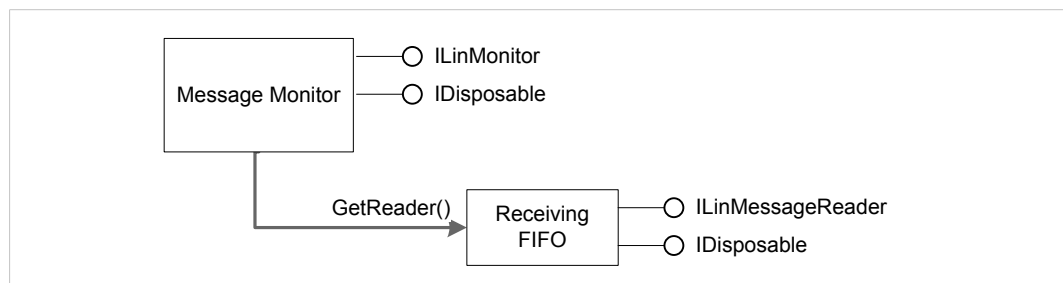 ILinMonitor
Message Monitor
IDisposable
GetReader()
Receiving
FIFO
ILinMessageReader
IDisposable